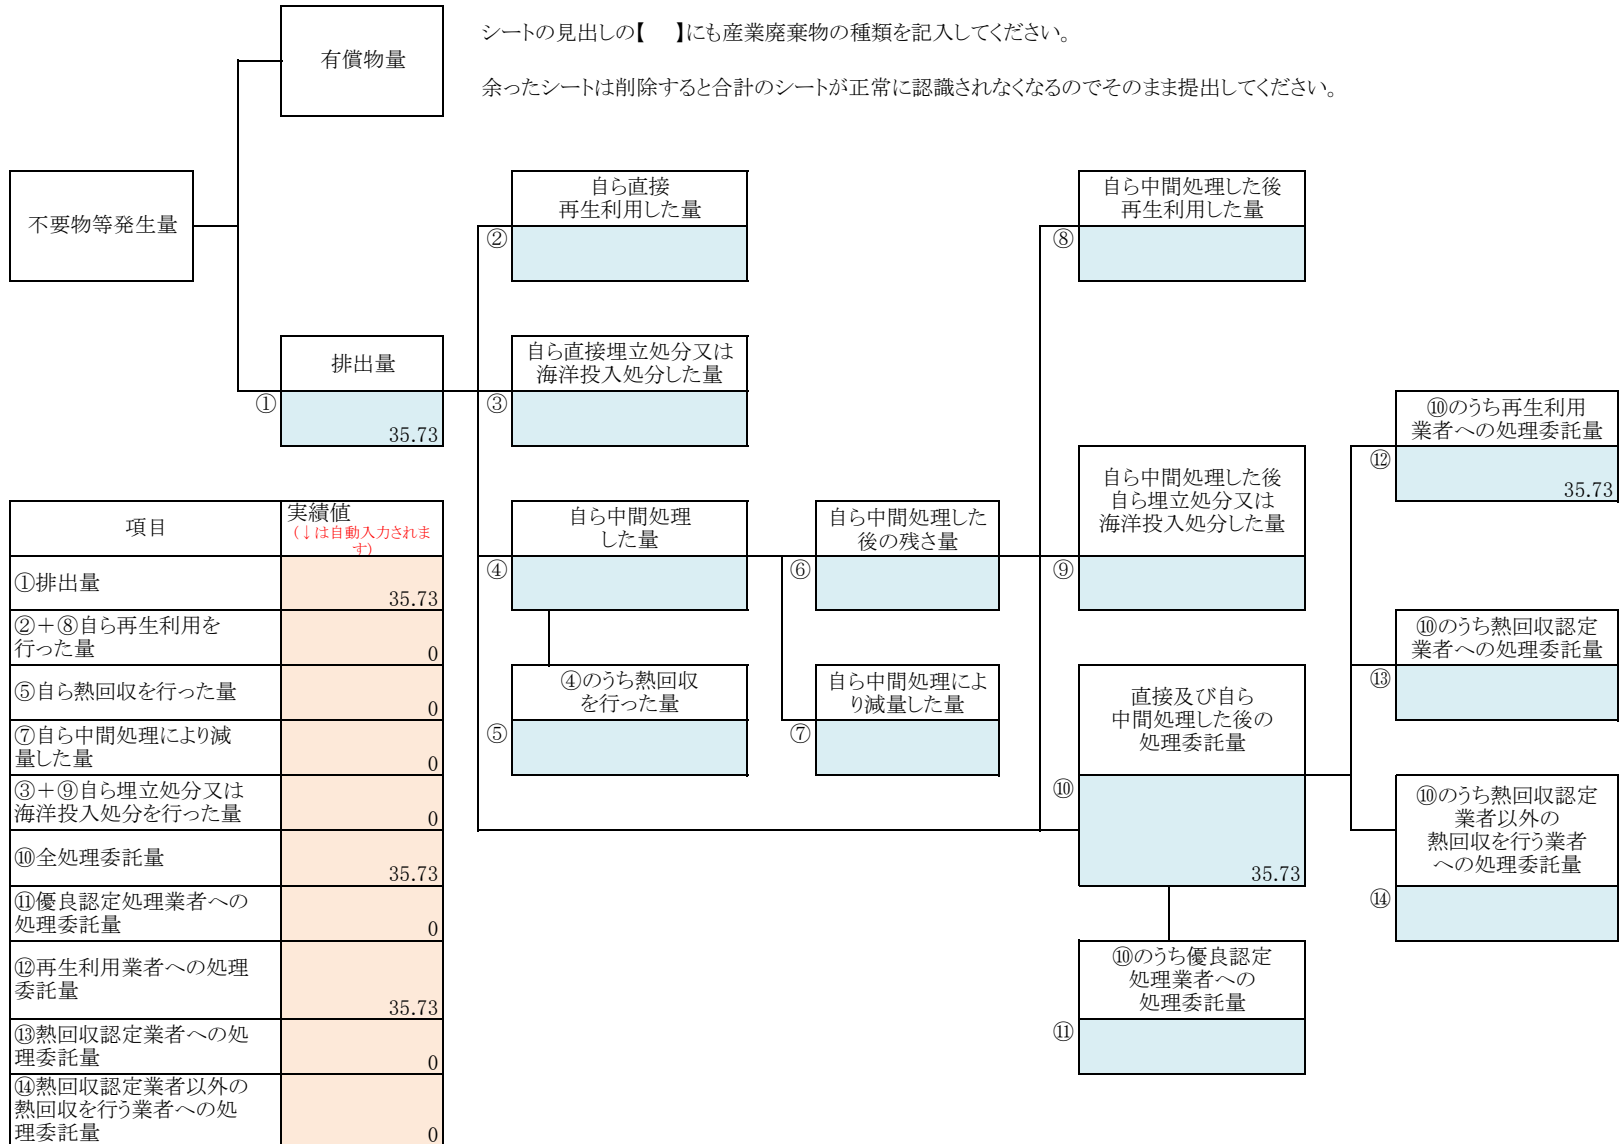 シートの見出しの【　】にも産業廃棄物の種類を記入してください。
余ったシートは削除すると合計のシートが正常に認識されなくなるのでそのまま提出してください。
有償物量
不要物等発生量
排出量
①
35.73
自ら直接
再生利用した量
②
自ら直接埋立処分又は
海洋投入処分した量
③
自ら中間処理
した量
④
④のうち熱回収
を行った量
⑤
自ら中間処理した
後の残さ量
⑥
自ら中間処理によ
り減量した量
⑦
自ら中間処理した後
再生利用した量
⑧
自ら中間処理した後
自ら埋立処分又は
海洋投入処分した量
⑨
直接及び自ら
中間処理した後の
処理委託量
⑩
35.73
⑩のうち優良認定
処理業者への
処理委託量
⑪
⑩のうち再生利用
業者への処理委託量
⑫
35.73
⑩のうち熱回収認定
業者への処理委託量
⑬
⑩のうち熱回収認定
業者以外の
熱回収を行う業者
への処理委託量
⑭
項目
実績値
(↓は自動入力されま
す)
①排出量
35.73
②＋⑧自ら再生利用を
行った量
0
⑤自ら熱回収を行った量
0
⑦自ら中間処理により減
量した量
0
③＋⑨自ら埋立処分又は
海洋投入処分を行った量
0
⑩全処理委託量
35.73
⑪優良認定処理業者への
処理委託量
0
⑫再生利用業者への処理
委託量
35.73
⑬熱回収認定業者への処
理委託量
0
⑭熱回収認定業者以外の
熱回収を行う業者への処
理委託量
0